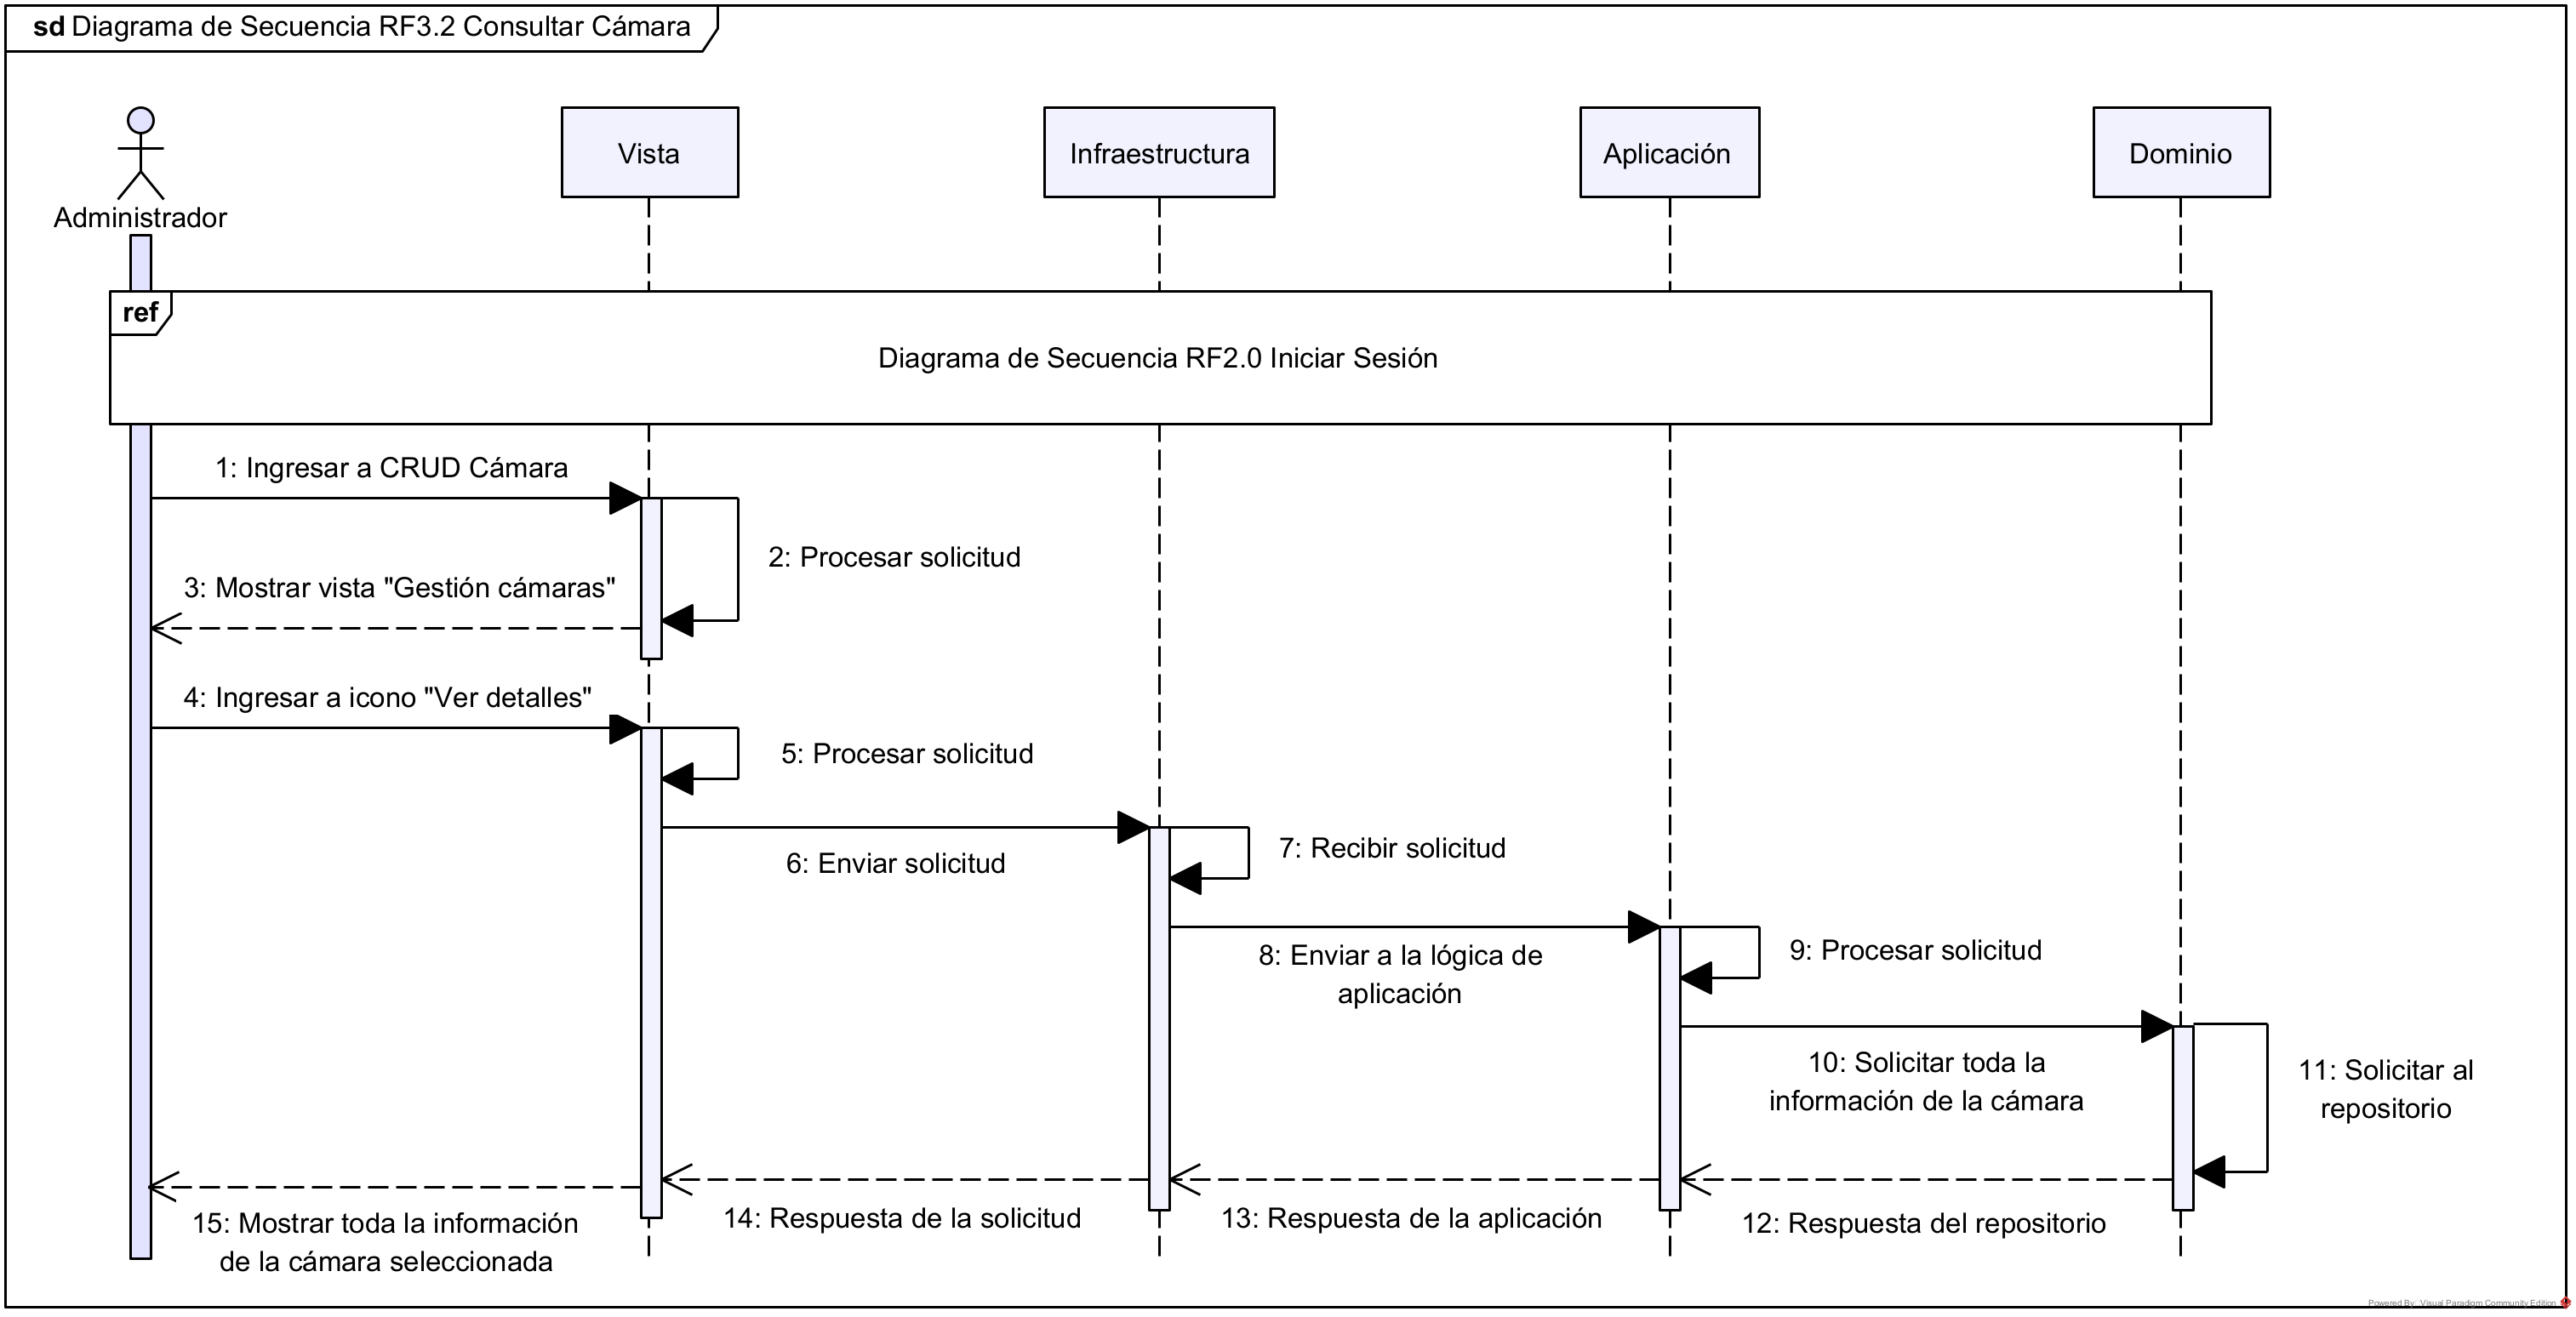 sd Diagrama de Secuencia RF3.2 Consultar Cámara
Administrador
Vista
Infraestructura
Aplicación
Dominio
ref
Diagrama de Secuencia RF2.0 Iniciar Sesión
1: Ingresar a CRUD Cámara
2: Procesar solicitud
3: Mostrar vista "Gestión cámaras"
4: Ingresar a icono "Ver detalles"
5: Procesar solicitud
6: Enviar solicitud
7: Recibir solicitud
8: Enviar a la lógica de
aplicación
9: Procesar solicitud
10: Solicitar toda la
información de la cámara
11: Solicitar al
repositorio
12: Respuesta del repositorio
13: Respuesta de la aplicación
14: Respuesta de la solicitud
15: Mostrar toda la información
de la cámara seleccionada
Powered By: Visual Paradigm Community Edition